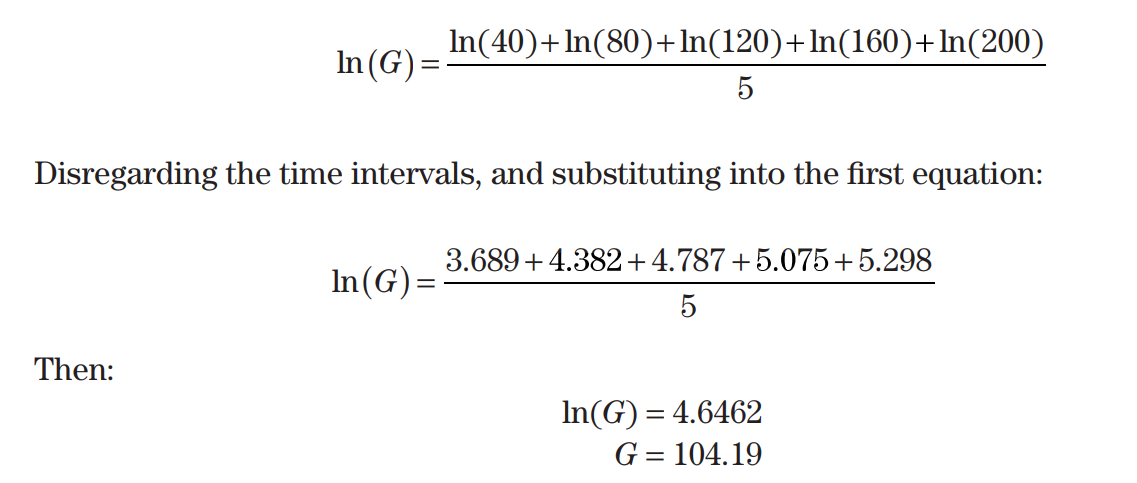 ln(G) = (ln(40)+ln(80)+ln(120)+ln(160)+ln(200)) / 5
Disregarding the time intervals, and substituting into the first equation:
ln(G) = (3.689+4.382+4.787+5.075+5.298) / 5
Then:
ln(G) = 4.6462
G = 104.19